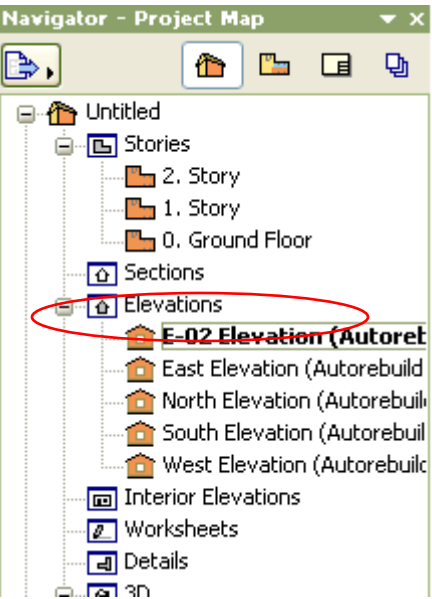 Navigator - Project Map
Untitled
Stories
2. Story
1. Story
0. Ground Floor
Sections
Elevations
E-02 Elevation (Autoreb
East Elevation (Autorebuild
North Elevation (Autorebuil
South Elevation (Autorebuil
West Elevation (Autorebuild
Interior Elevations
Worksheets
Details
3D